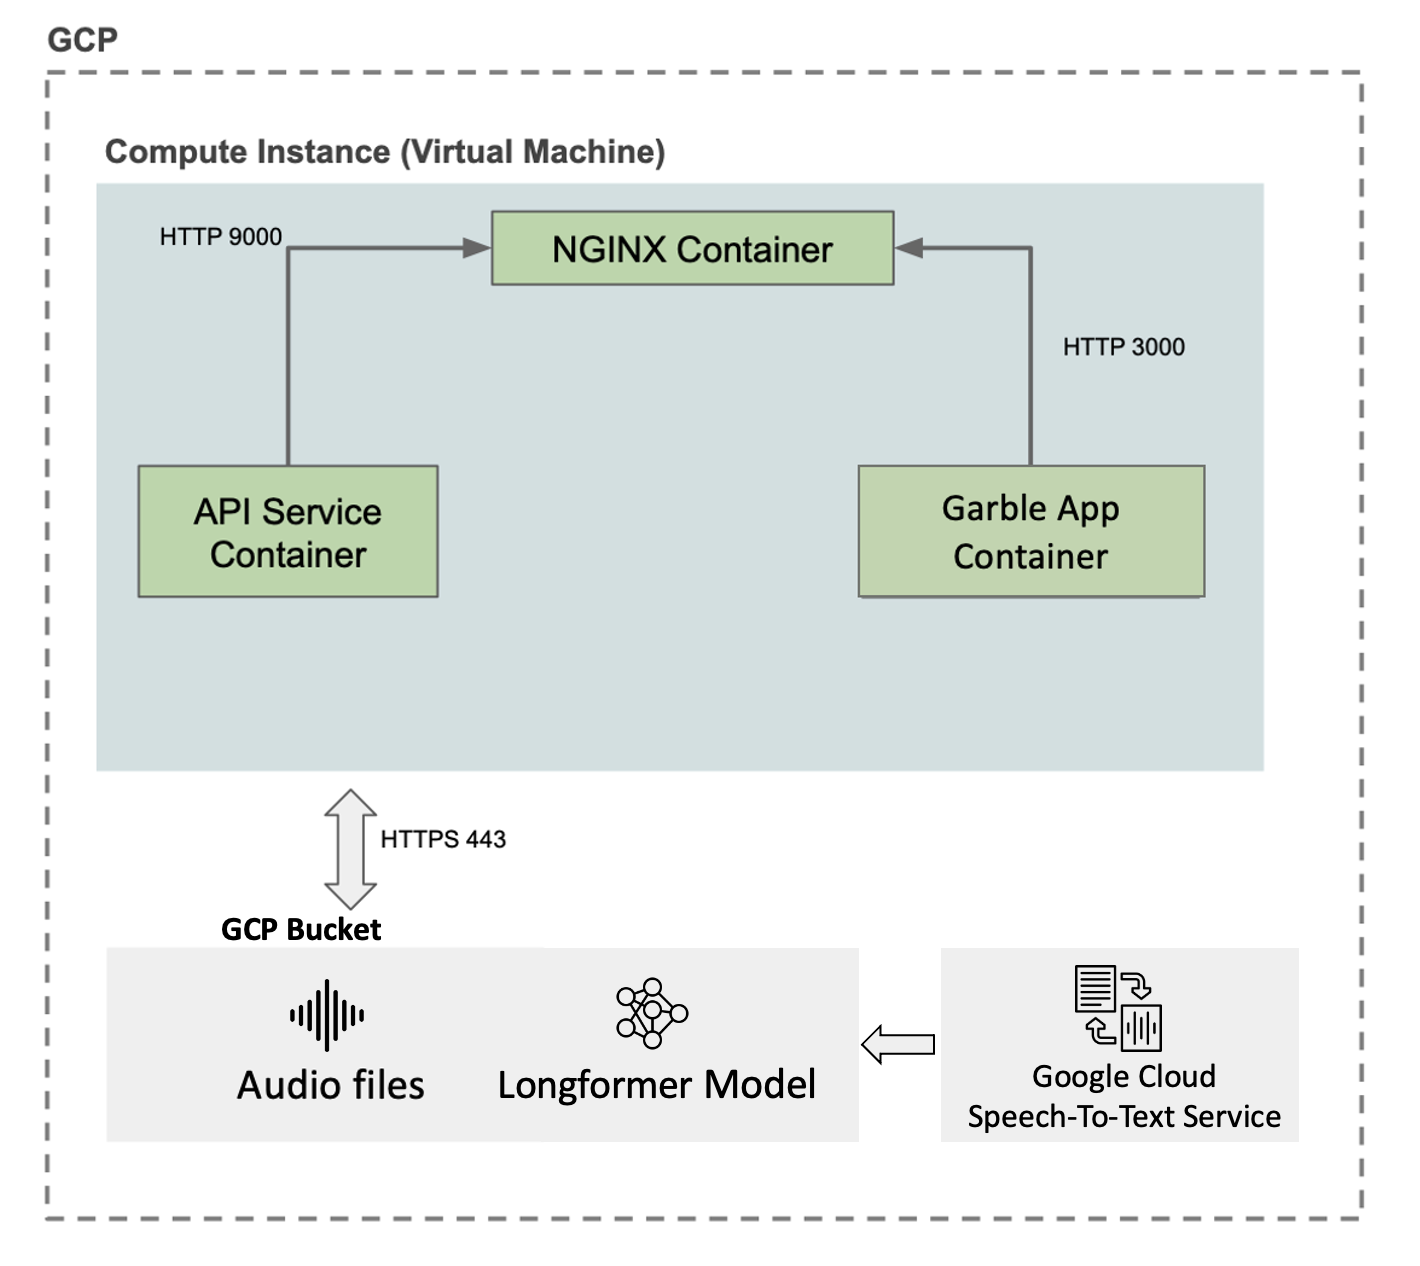 GCP
Compute Instance (Virtual Machine)
HTTP 9000
NGINX Container
HTTP 3000
API Service
Container
Garble App
Container
HTTPS 443
GCP Bucket
Audio files
Longformer Model
Google Cloud
Speech-To-Text Service